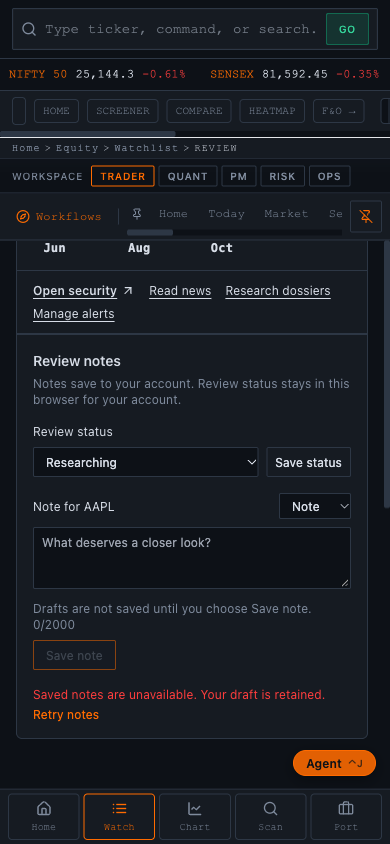 Type ticker, command, or search.
GO
NIFTY 50 25,144.3 -0.61% SENSEX 81,592.45 -0.35%
HOME SCREENER COMPARE HEATMAP F&O →
Home > Equity > Watchlist > REVIEW
WORKSPACE TRADER QUANT PM RISK OPS
Workflows Home Today Market Se
Jun Aug Oct
Open security ↗ Read news Research dossiers
Manage alerts
Review notes
Notes save to your account. Review status stays in this
browser for your account.
Review status
Researching Save status
Note for AAPL Note
What deserves a closer look?
Drafts are not saved until you choose Save note.
0/2000
Save note
Saved notes are unavailable. Your draft is retained.
Retry notes
Agent ^J
Home Watch Chart Scan Port